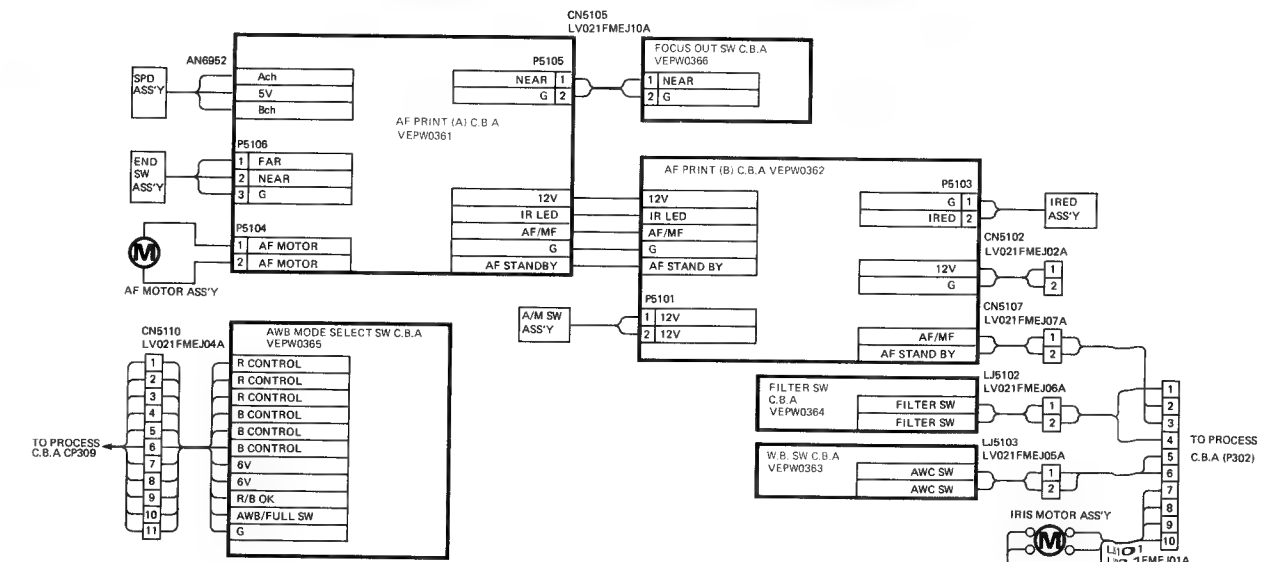 CN5105
LV021FMEJ10A
AN6952
SPD
ASS'Y
Ach
5V
Bch
P5105
NEAR 1
G 2
FOCUS OUT SW C.B.A
VEPW0366
1 NEAR
2 G
AF PRINT (A) C.B.A
VEPW0361
END
SW
ASS'Y
P5106
1 FAR
2 NEAR
3 G
12V
IR LED
AF/MF
G
AF STANDBY
P5104
1 AF MOTOR
2 AF MOTOR
M
AF MOTOR ASS'Y
AF PRINT (B) C.B.A VEPW0362
12V
IR LED
AF/MF
G
AF STAND BY
P5103
G 1
IRED 2
IRED
ASS'Y
CN5102
LV021FMEJ02A
12V
G
1
2
A/M SW
ASS'Y
P5101
1 12V
2 12V
CN5107
LV021FMEJ07A
AF/MF
AF STAND BY
1
2
CN5110
LV021FMEJ04A
1
2
3
4
5
6
7
8
9
10
11
TO PROCESS
C.B.A CP309
AWB MODE SELECT SW C.B.A
VEPW0365
R CONTROL
R CONTROL
R CONTROL
B CONTROL
B CONTROL
B CONTROL
6V
6V
R/B OK
AWB/FULL SW
G
FILTER SW
C.B.A
VEPW0364
FILTER SW
FILTER SW
LJ5102
LV021FMEJ06A
1
2
W.B. SW C.B.A
VEPW0363
AWC SW
AWC SW
LJ5103
LV021FMEJ05A
1
2
1
2
3
4
5
6
7
8
9
10
TO PROCESS
C.B.A (P302)
IRIS MOTOR ASS'Y
M